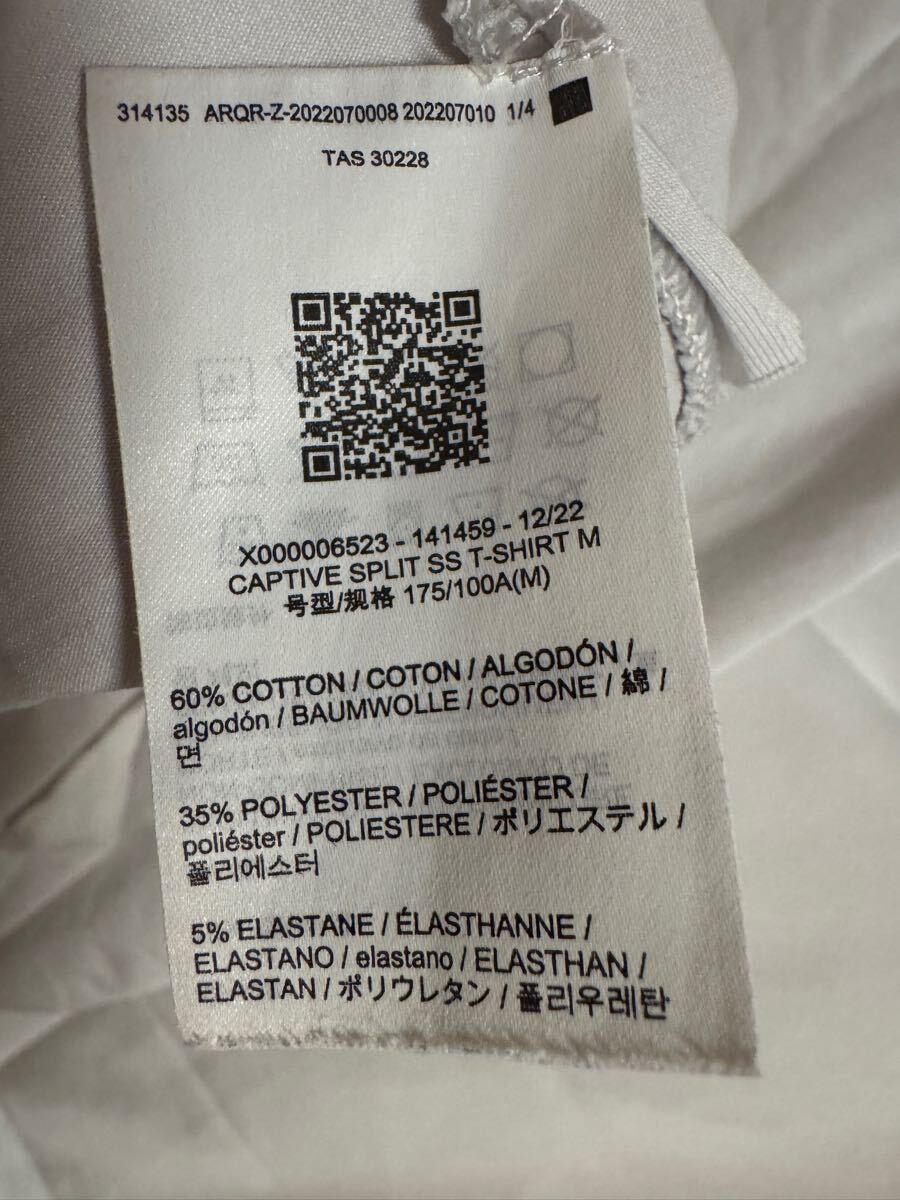 314135 ARQR-Z-2022070008 202207010 1/4
TAS 30228
X000006523 - 141459 - 12/22
CAPTIVE SPLIT SS T-SHIRT M
号型/规格 175/100A(M)
60% COTTON / COTON / ALGODÓN /
algodón / BAUMWOLLE / COTONE / 綿 /
면
35% POLYESTER / POLIÉSTER /
poliéster / POLIESTERE / ポリエステル /
폴리에스터
5% ELASTANE / ÉLASTHANNE /
ELASTANO / elastano / ELASTHAN /
ELASTAN / ポリウレタン / 폴리우레탄